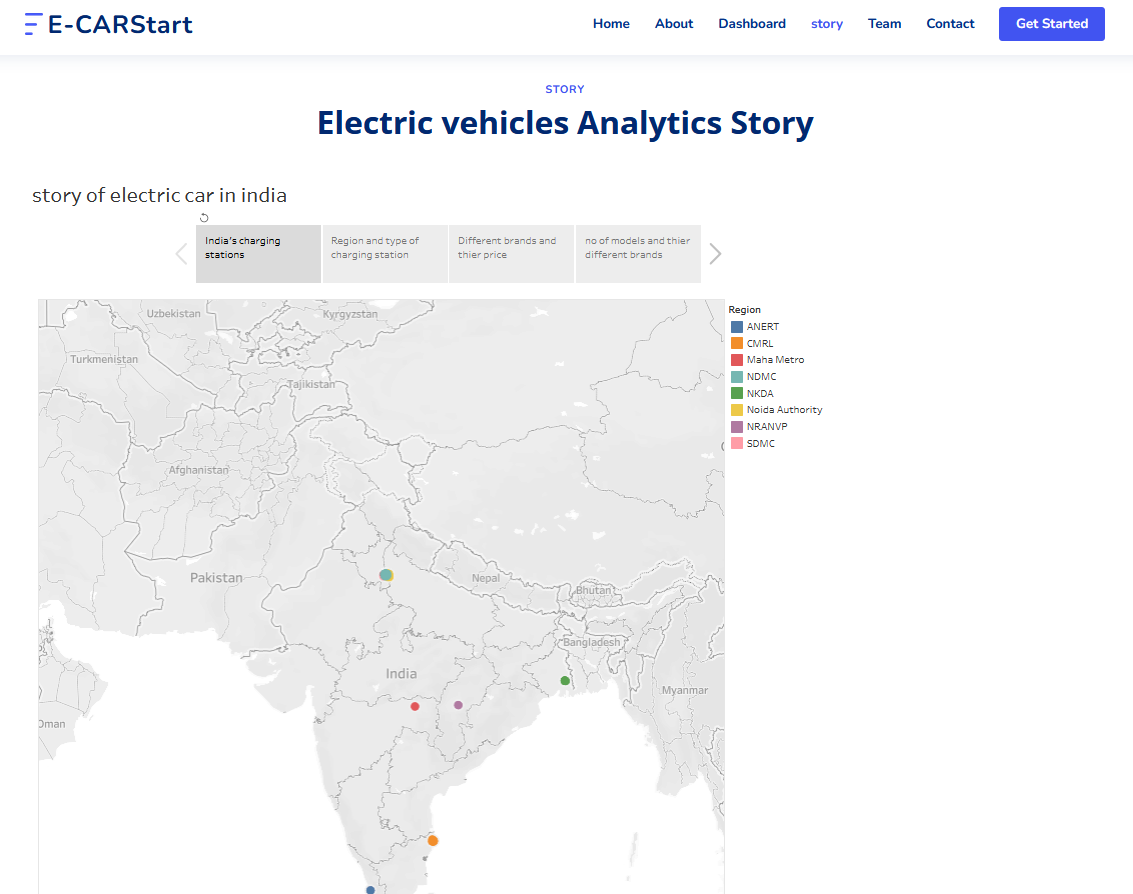 E-CARStart
Home About Dashboard story Team Contact Get Started
STORY
Electric vehicles Analytics Story
story of electric car in india
India's charging
stations
Region and type of
charging station
Different brands and
thier price
no of models and thier
different brands
Region
ANERT
CMRL
Maha Metro
NDMC
NKDA
Noida Authority
NRANVP
SDMC
Uzbekistan
Kyrgyzstan
Turkmenistan
Tajikistan
Afghanistan
Pakistan
Nepal
Bhutan
Bangladesh
India
Myanmar
Oman